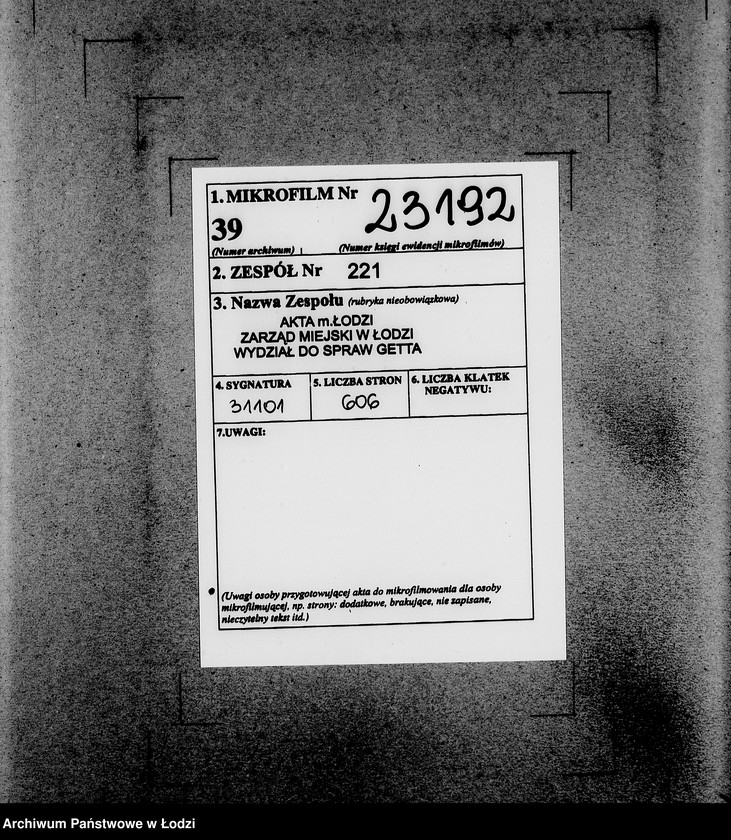 1. MIKROFILM Nr 23192
39
(Numer archiwum) (Numer księgi ewidencji mikrofilmów)
2. ZESPÓŁ Nr 221
3. Nazwa Zespołu (rubryka nieobowiązkowa)
AKTA m.ŁODZI
ZARZĄD MIEJSKI W ŁODZI
WYDZIAŁ DO SPRAW GETTA
4. SYGNATURA 5. LICZBA STRON 6. LICZBA KLATEK
NEGATYWU:
31101 606
7.UWAGI:
(Uwagi osoby przygotowującej akta do mikrofilmowania dla osoby
mikrofilmującej, np. strony: dodatkowe, brakujące, nie zapisane,
nieczytelny tekst itd.)
Archiwum Państwowe w Łodzi